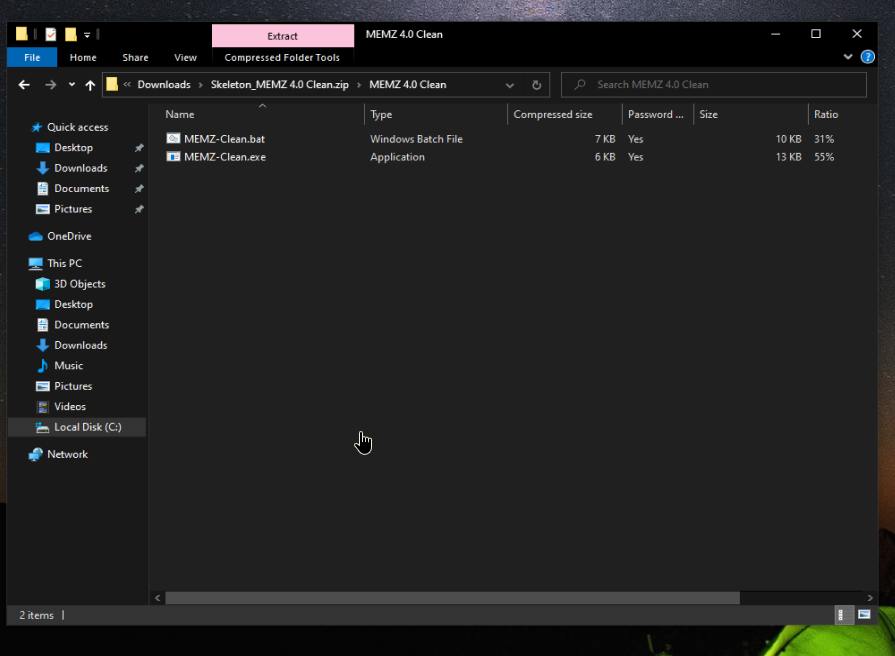 Extract
MEMZ 4.0 Clean
File
Home
Share
View
Compressed Folder Tools
?
« Downloads › Skeleton_MEMZ 4.0 Clean.zip › MEMZ 4.0 Clean
Search MEMZ 4.0 Clean
Name
Type
Compressed size
Password ...
Size
Ratio
MEMZ-Clean.bat
Windows Batch File
7 KB
Yes
10 KB
31%
MEMZ-Clean.exe
Application
6 KB
Yes
13 KB
55%
Quick access
Desktop
Downloads
Documents
Pictures
OneDrive
This PC
3D Objects
Desktop
Documents
Downloads
Music
Pictures
Videos
Local Disk (C:)
Network
2 items